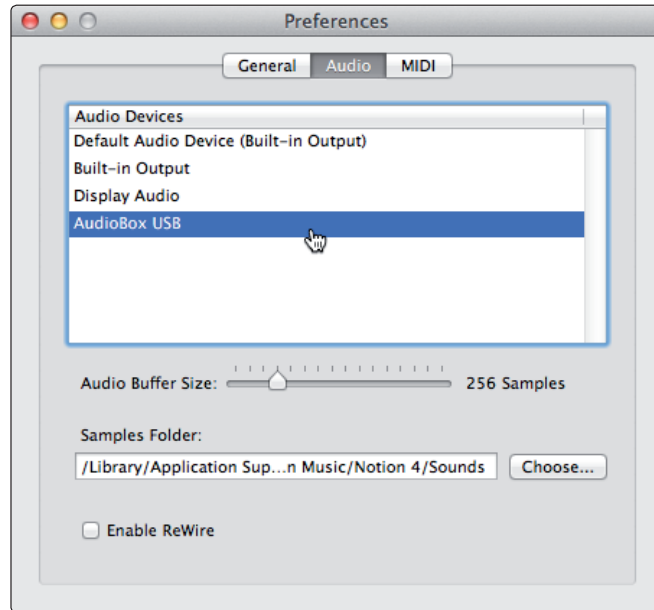 Preferences
General Audio MIDI
Audio Devices
Default Audio Device (Built-in Output)
Built-in Output
Display Audio
AudioBox USB
Audio Buffer Size: 256 Samples
Samples Folder:
/Library/Application Sup...n Music/Notion 4/Sounds Choose...
Enable ReWire